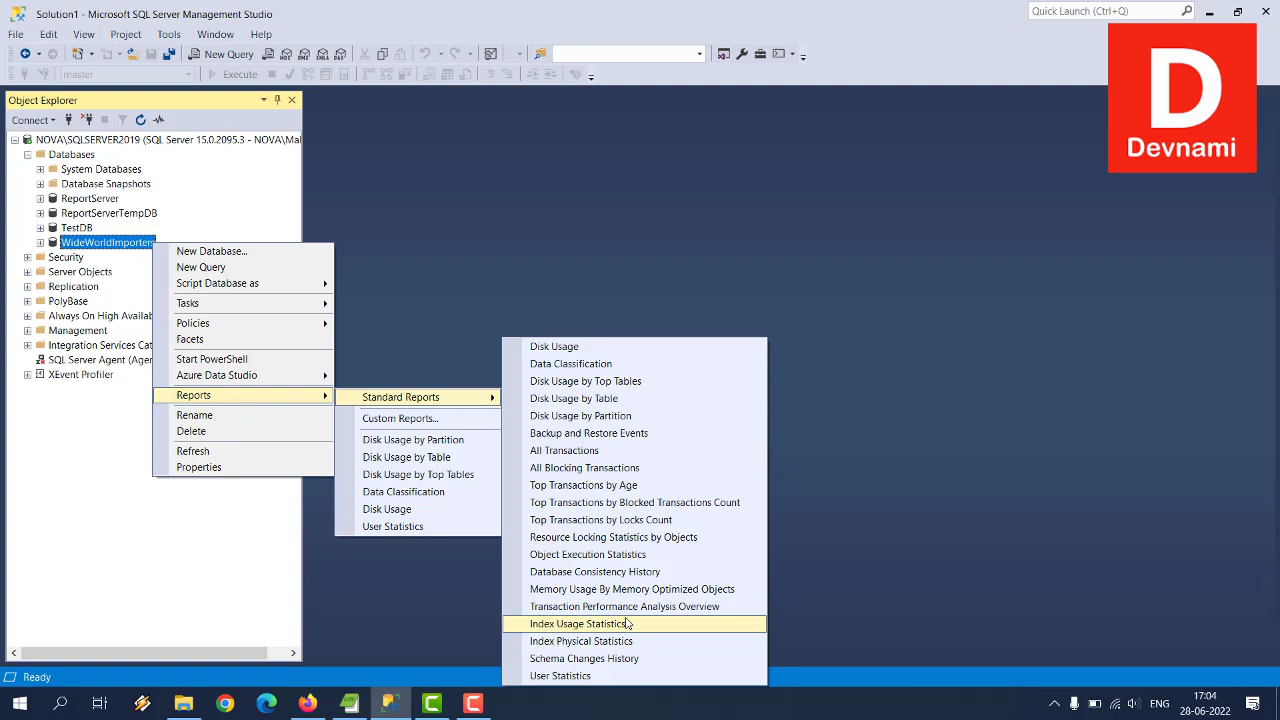 Solution1 - Microsoft SQL Server Management Studio
Quick Launch (Ctrl+Q)
File Edit View Project Tools Window Help
New Query
MDX DMX XMLA DAX
master
Execute
D
Devnami
Object Explorer
Connect
NOVA\SQLSERVER2019 (SQL Server 15.0.2095.3 - NOVA\Mal
Databases
System Databases
Database Snapshots
ReportServer
ReportServerTempDB
TestDB
WideWorldImporters
Security
Server Objects
Replication
PolyBase
Always On High Availab
Management
Integration Services Cat
SQL Server Agent (Agen
XEvent Profiler
New Database...
New Query
Script Database as
Tasks
Policies
Facets
Start PowerShell
Azure Data Studio
Reports
Rename
Delete
Refresh
Properties
Standard Reports
Custom Reports...
Disk Usage by Partition
Disk Usage by Table
Disk Usage by Top Tables
Data Classification
Disk Usage
User Statistics
Disk Usage
Data Classification
Disk Usage by Top Tables
Disk Usage by Table
Disk Usage by Partition
Backup and Restore Events
All Transactions
All Blocking Transactions
Top Transactions by Age
Top Transactions by Blocked Transactions Count
Top Transactions by Locks Count
Resource Locking Statistics by Objects
Object Execution Statistics
Database Consistency History
Memory Usage By Memory Optimized Objects
Transaction Performance Analysis Overview
Index Usage Statistics
Index Physical Statistics
Schema Changes History
User Statistics
Ready
ENG
17:04
28-06-2022